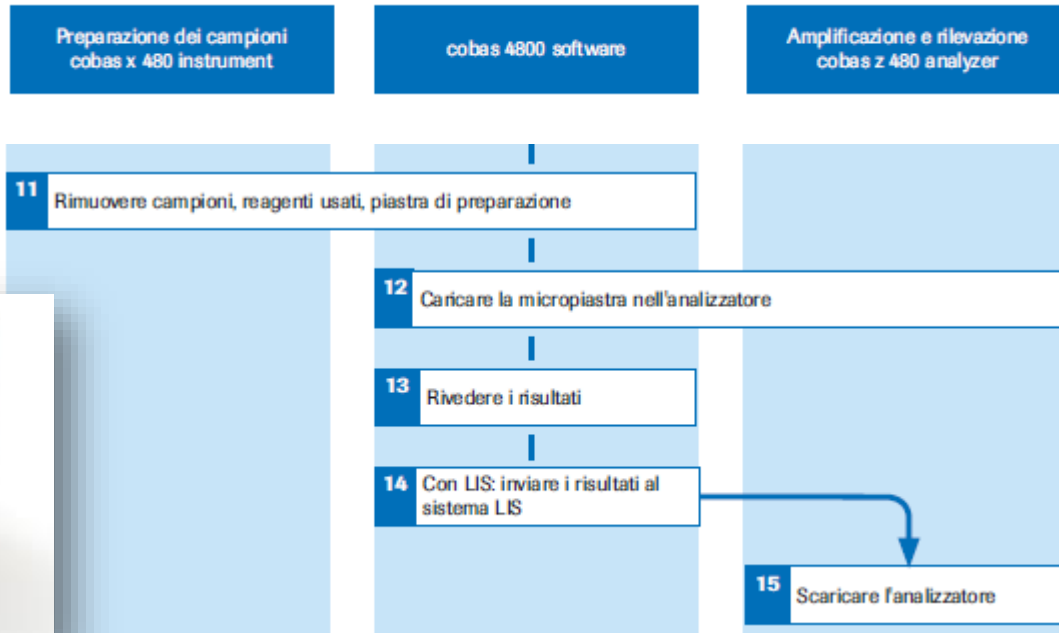 Preparazione dei campioni
cobas x 480 instrument
cobas 4800 software
Amplificazione e rilevazione
cobas z 480 analyzer
11
Rimuovere campioni, reagenti usati, piastra di preparazione
12
Caricare la micropiastra nell'analizzatore
13
Rivedere i risultati
14
Con LIS: inviare i risultati al
sistema LIS
15
Scaricare l'analizzatore